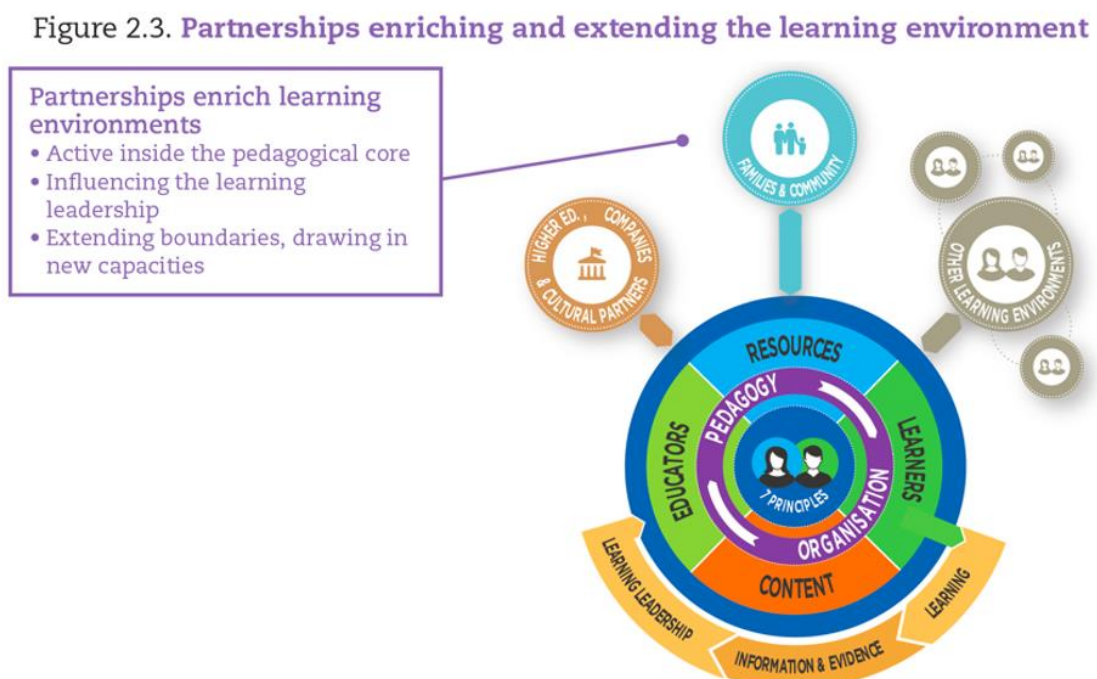 Figure 2.3. Partnerships enriching and extending the learning environment
Partnerships enrich learning
environments
• Active inside the pedagogical core
• Influencing the learning
leadership
• Extending boundaries, drawing in
new capacities
FAMILIES & COMMUNITY
HIGHER ED., COMPANIES
& CULTURAL PARTNERS
OTHER LEARNING ENVIRONMENTS
RESOURCES
PEDAGOGY
EDUCATORS
LEARNERS
7 PRINCIPLES
ORGANISATION
CONTENT
LEARNING LEADERSHIP
LEARNING
INFORMATION & EVIDENCE